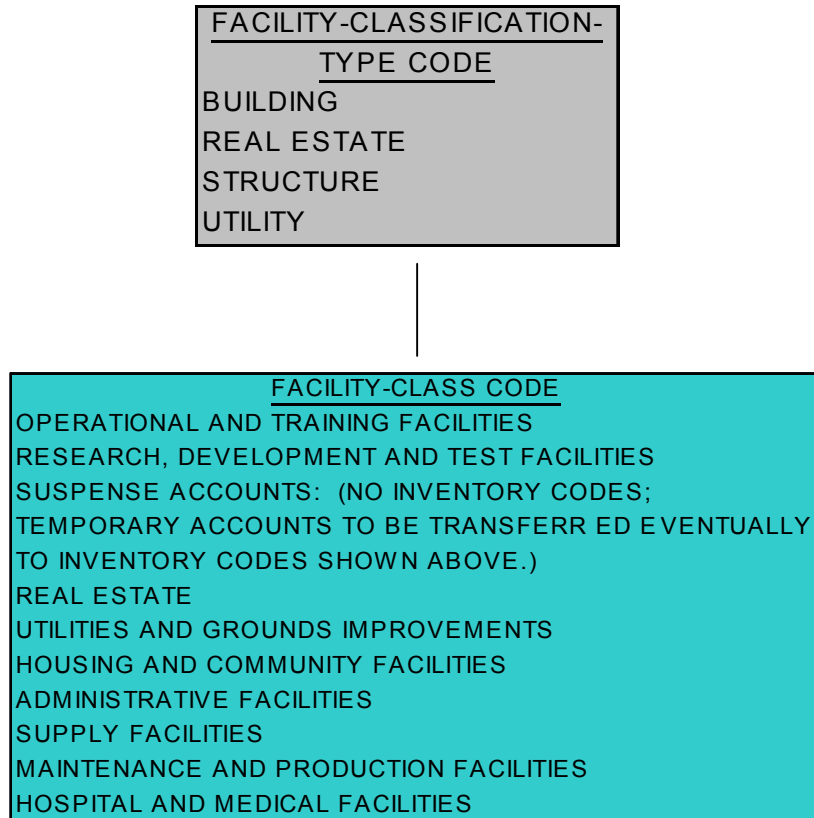 FACILITY-CLASSIFICATION-
TYPE CODE
BUILDING
REAL ESTATE
STRUCTURE
UTILITY
FACILITY-CLASS CODE
OPERATIONAL AND TRAINING FACILITIES
RESEARCH, DEVELOPMENT AND TEST FACILITIES
SUSPENSE ACCOUNTS: (NO INVENTORY CODES;
TEMPORARY ACCOUNTS TO BE TRANSFERR ED EVENTUALLY
TO INVENTORY CODES SHOWN ABOVE.)
REAL ESTATE
UTILITIES AND GROUNDS IMPROVEMENTS
HOUSING AND COMMUNITY FACILITIES
ADMINISTRATIVE FACILITIES
SUPPLY FACILITIES
MAINTENANCE AND PRODUCTION FACILITIES
HOSPITAL AND MEDICAL FACILITIES